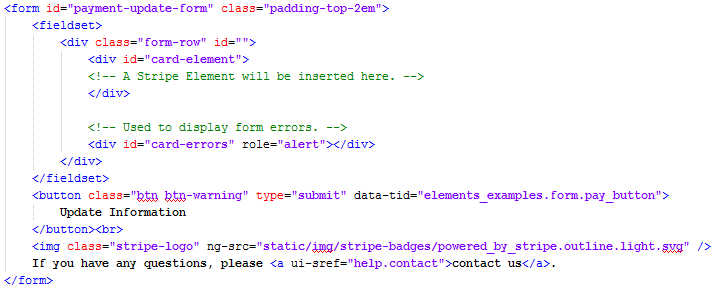 <form id="payment-update-form" class="padding-top-2em">
<fieldset>
<div class="form-row" id="">
<div id="card-element">
<!-- A Stripe Element will be inserted here. -->
</div>
<!-- Used to display form errors. -->
<div id="card-errors" role="alert"></div>
</div>
</fieldset>
<button class="btn btn-warning" type="submit" data-tid="elements_examples.form.pay_button">
Update Information
</button><br>
<img class="stripe-logo" ng-src="static/img/stripe-badges/powered_by_stripe.outline.light.svg" />
If you have any questions, please <a ui-sref="help.contact">contact us</a>.
</form>